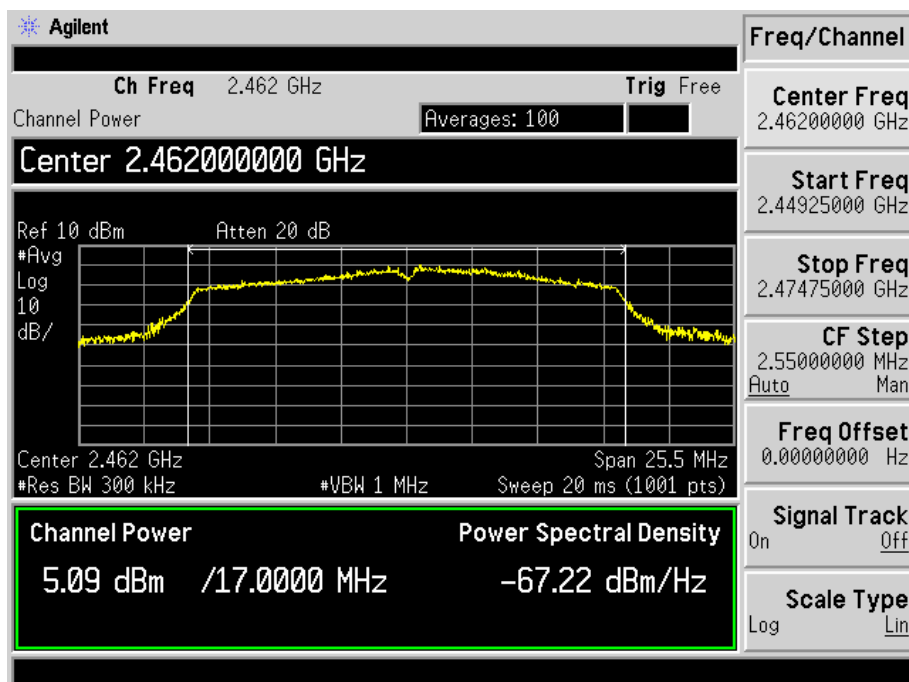 Agilent
Freq/Channel
Ch Freq 2.462 GHz Trig Free
Channel Power Averages: 100
Center 2.462000000 GHz
Ref 10 dBm Atten 20 dB
#Avg
Log
10
dB/
Center 2.462 GHz Span 25.5 MHz
#Res BW 300 kHz #VBW 1 MHz Sweep 20 ms (1001 pts)
Channel Power Power Spectral Density
5.09 dBm /17.0000 MHz -67.22 dBm/Hz
Center Freq
2.46200000 GHz
Start Freq
2.44925000 GHz
Stop Freq
2.47475000 GHz
CF Step
2.55000000 MHz
Auto Man
Freq Offset
0.00000000 Hz
Signal Track
On Off
Scale Type
Log Lin